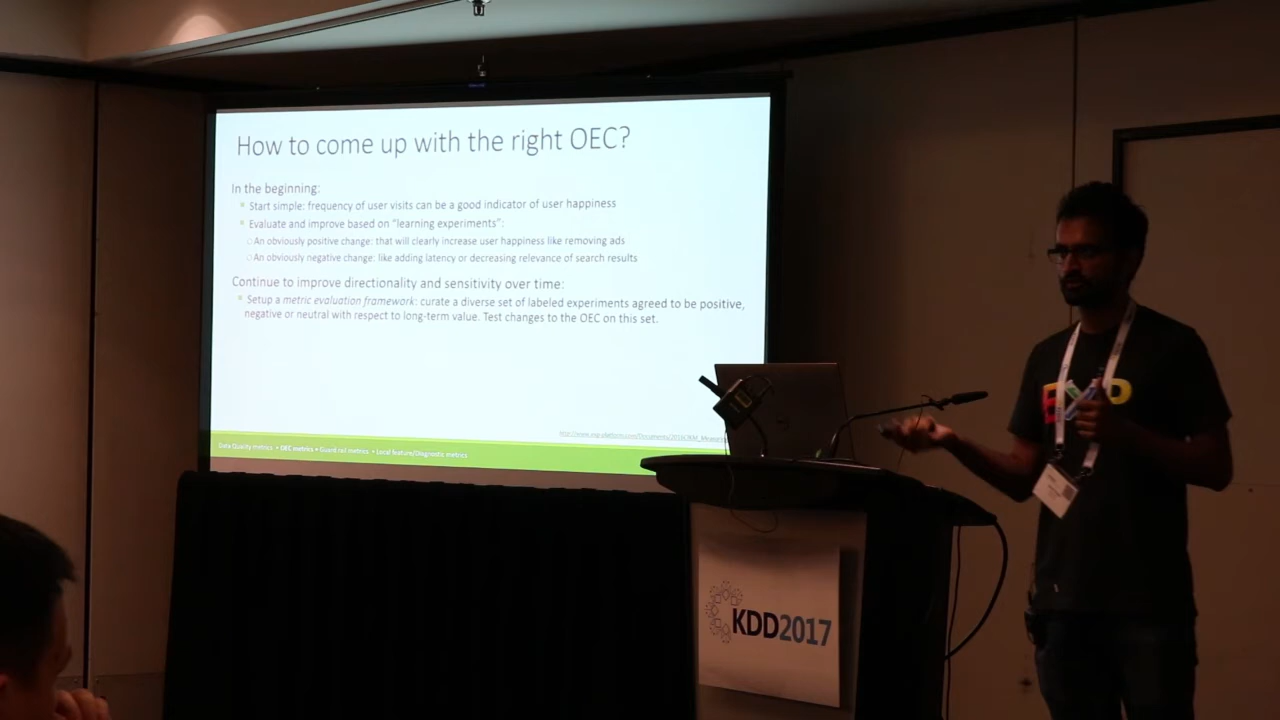 How to come up with the right OEC?
In the beginning:
Start simple: frequency of user visits can be a good indicator of user happiness
Evaluate and improve based on "learning experiments":
An obviously positive change: that will clearly increase user happiness like removing ads
An obviously negative change: like adding latency or decreasing relevance of search results
Continue to improve directionality and sensitivity over time:
Setup a metric evaluation framework: curate a diverse set of labeled experiments agreed to be positive,
negative or neutral with respect to long-term value. Test changes to the OEC on this set.
Data Quality metrics • OEC metrics • Guard rail metrics • Local feature/Diagnostic metrics
EXP
KDD2017